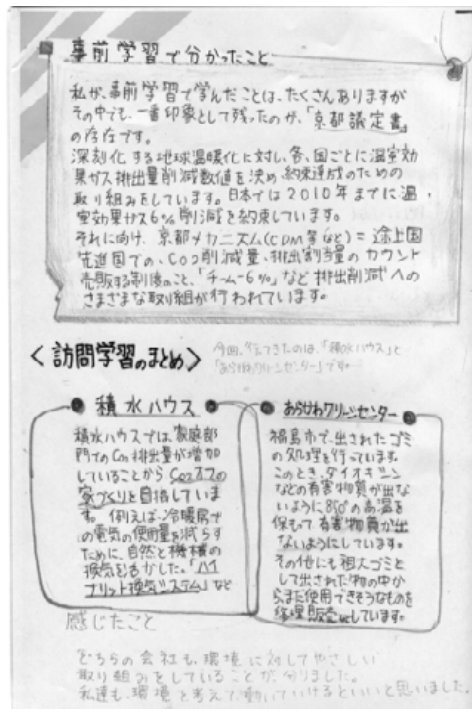 事前学習で分かったこと
私が、事前学習で学んだことは、たくさんありますが
その中でも、一番印象として残ったのが、「京都議定書」
の存在です。
深刻化する地球温暖化に対し、各、国ごとに温室効
果ガス排出量削減数値を決め、約束達成のための
取り組みをしています。日本では2010年までに温
室効果ガス6%削減を約束しています。
それに向け、京都メカニズム(CDM等など)=途上国
先進国での、CO2削減量、排出割当量のカウント
売販する制度のこと、「チーム-6%」など排出削減への
さまざまな取り組が行われています。
<訪問学習のまとめ>
今回、行ってきたのは、「積水ハウス」と
「あらかわクリーンセンター」です。
積水ハウス
積水ハウスでは、家庭部
門でのCO2排出量が増加
していることからCO2オフの
家づくりを目指していま
す。例えば、冷暖房で
の電気の使用量を減らす
ために、自然と機械の
換気を活かした。「ハイ
ブリット換気システム」など
あらかわクリーンセンター
福島市で、出されたゴミ
の処理を行っています。
このとき、ダイオキシン
などの有害物質が出な
いように850°の高温を
保もって有害物質が出
ないようにしています。
その他にも粗大ゴミと
して出された物の中か
らまだ使用できそうなものを
修理販売にしています。
感じたこと
どちらの会社も、環境に対してやさしい
取り組みをしていることが、分りました。
私達も、環境と考えて動いていけるといいと思いました。